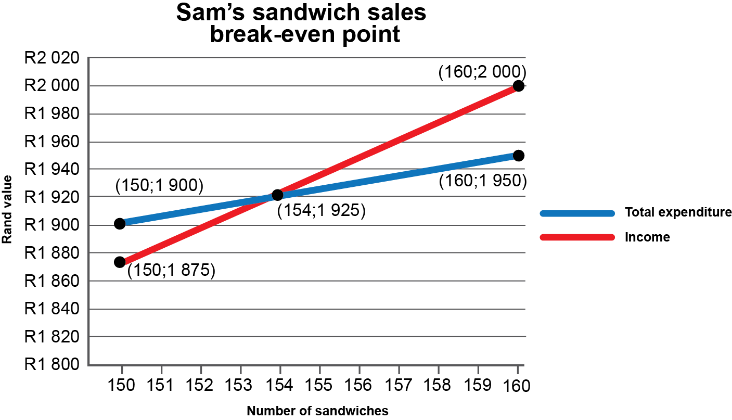 Sam's sandwich sales
break-even point
R2 020
R2 000
R1 980
R1 960
R1 940
R1 920
R1 900
R1 880
R1 860
R1 840
R1 820
R1 800
Rand value
(160;2 000)
(150;1 900)
(160;1 950)
(154;1 925)
(150;1 875)
Total expenditure
Income
150 151 152 153 154 155 156 157 158 159 160
Number of sandwiches